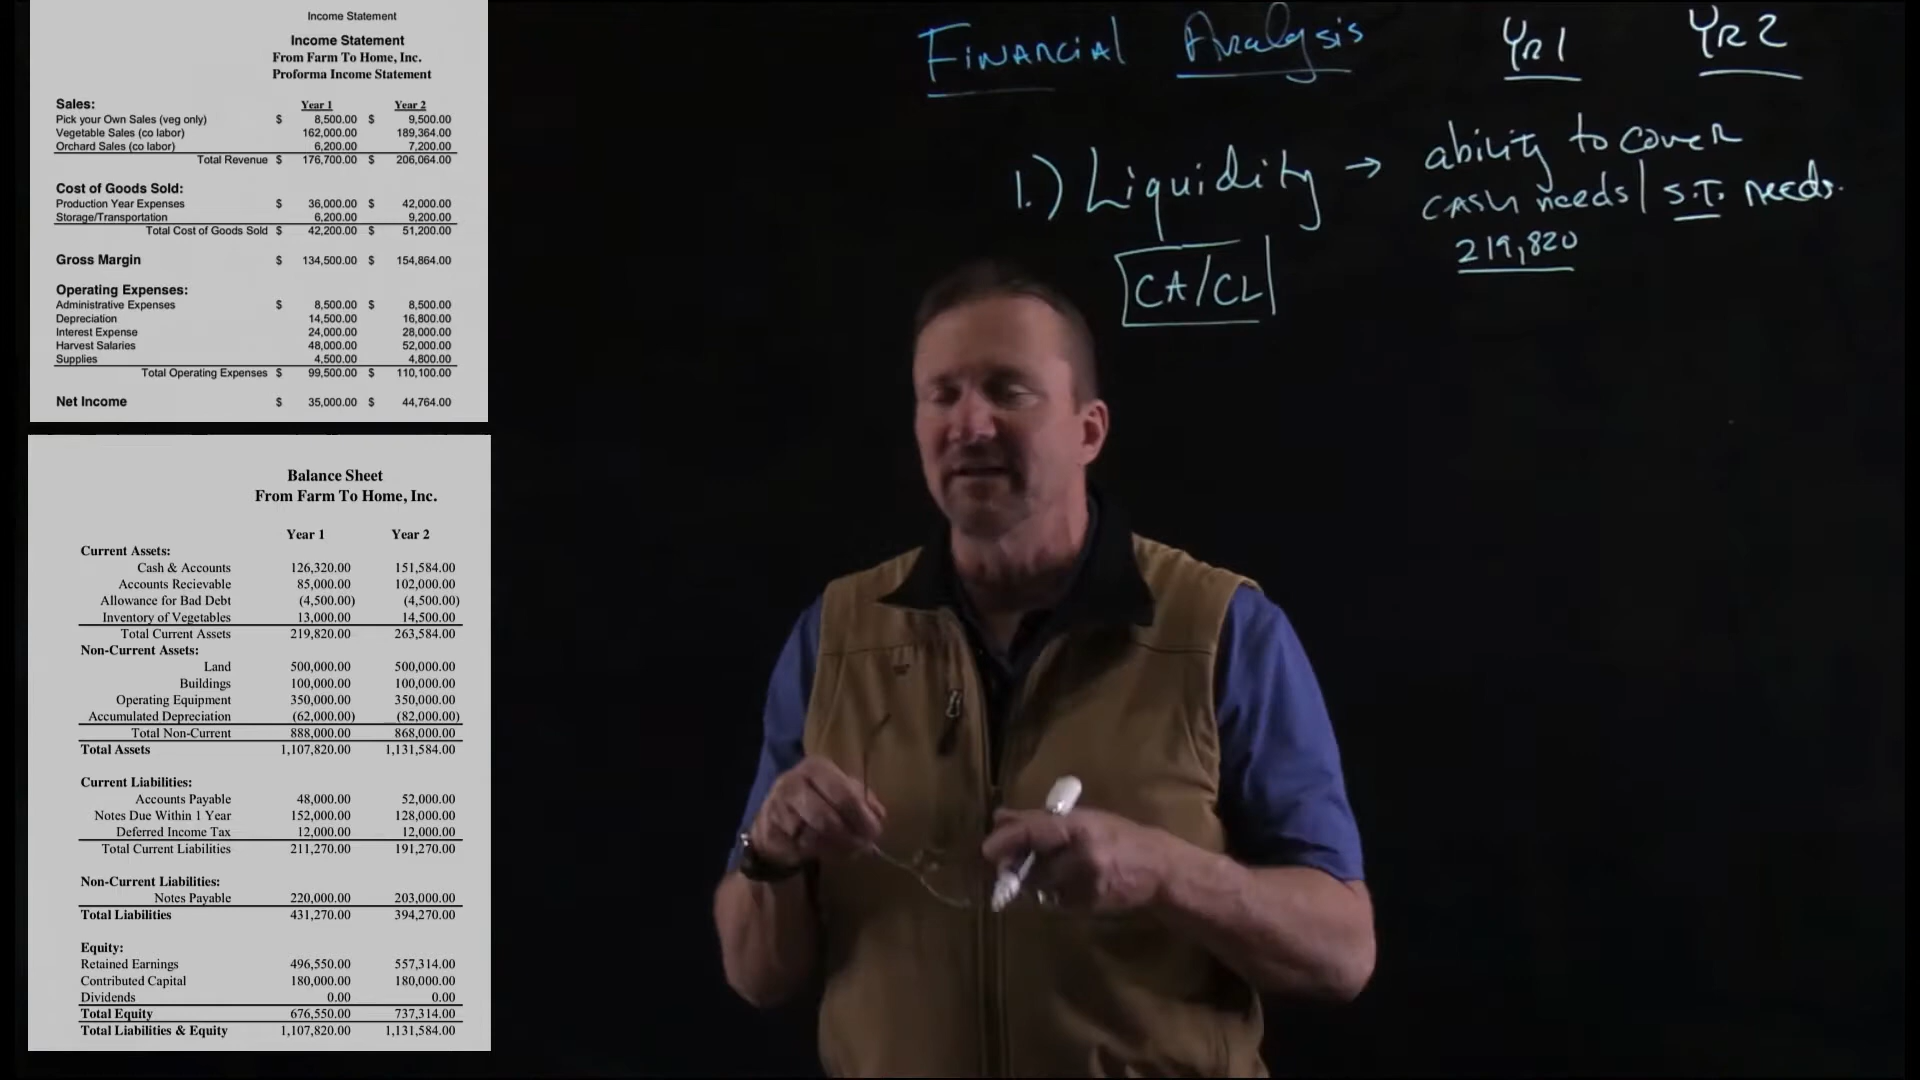 Income Statement
Income Statement
From Farm To Home, Inc.
Proforma Income Statement
Sales: Year 1 Year 2
Pick your Own Sales (veg only) $ 8,500.00 $ 9,500.00
Vegetable Sales (co labor) 162,000.00 189,364.00
Orchard Sales (co labor) 6,200.00 7,200.00
Total Revenue $ 176,700.00 $ 206,064.00
Cost of Goods Sold:
Production Year Expenses $ 36,000.00 $ 42,000.00
Storage/Transportation 6,200.00 9,200.00
Total Cost of Goods Sold $ 42,200.00 $ 51,200.00
Gross Margin $ 134,500.00 $ 154,864.00
Operating Expenses:
Administrative Expenses $ 8,500.00 $ 8,500.00
Depreciation 14,500.00 16,800.00
Interest Expense 24,000.00 28,000.00
Harvest Salaries 48,000.00 52,000.00
Supplies 4,500.00 4,800.00
Total Operating Expenses $ 99,500.00 $ 110,100.00
Net Income $ 35,000.00 $ 44,764.00
Balance Sheet
From Farm To Home, Inc.
Year 1 Year 2
Current Assets:
Cash & Accounts 126,320.00 151,584.00
Accounts Recievable 85,000.00 102,000.00
Allowance for Bad Debt (4,500.00) (4,500.00)
Inventory of Vegetables 13,000.00 14,500.00
Total Current Assets 219,820.00 263,584.00
Non-Current Assets:
Land 500,000.00 500,000.00
Buildings 100,000.00 100,000.00
Operating Equipment 350,000.00 350,000.00
Accumulated Depreciation (62,000.00) (82,000.00)
Total Non-Current 888,000.00 868,000.00
Total Assets 1,107,820.00 1,131,584.00
Current Liabilities:
Accounts Payable 48,000.00 52,000.00
Notes Due Within 1 Year 152,000.00 128,000.00
Deferred Income Tax 12,000.00 12,000.00
Total Current Liabilities 211,270.00 191,270.00
Non-Current Liabilities:
Notes Payable 220,000.00 203,000.00
Total Liabilities 431,270.00 394,270.00
Equity:
Retained Earnings 496,550.00 557,314.00
Contributed Capital 180,000.00 180,000.00
Dividends 0.00 0.00
Total Equity 676,550.00 737,314.00
Total Liabilities & Equity 1,107,820.00 1,131,584.00
Financial Analysis YR1 YR2
1.) Liquidity → ability to cover
CASH needs/ S.T. needs.
219,820
CA/CL